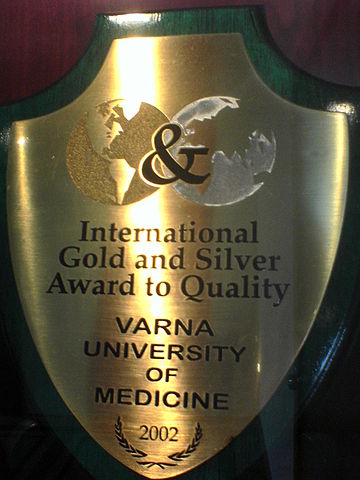 &
International
Gold and Silver
Award to Quality
VARNA
UNIVERSITY
OF
MEDICINE
2002